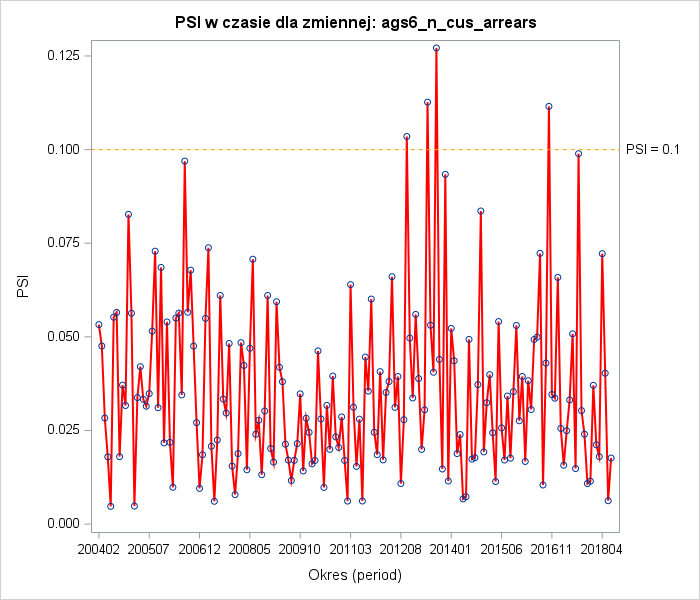 PSI w czasie dla zmiennej: ags6_n_cus_arrears
0.125
0.100
PSI = 0.1
0.075
PSI
0.050
0.025
0.000
200402 200507 200612 200805 200910 201103 201208 201401 201506 201611 201804
Okres (period)